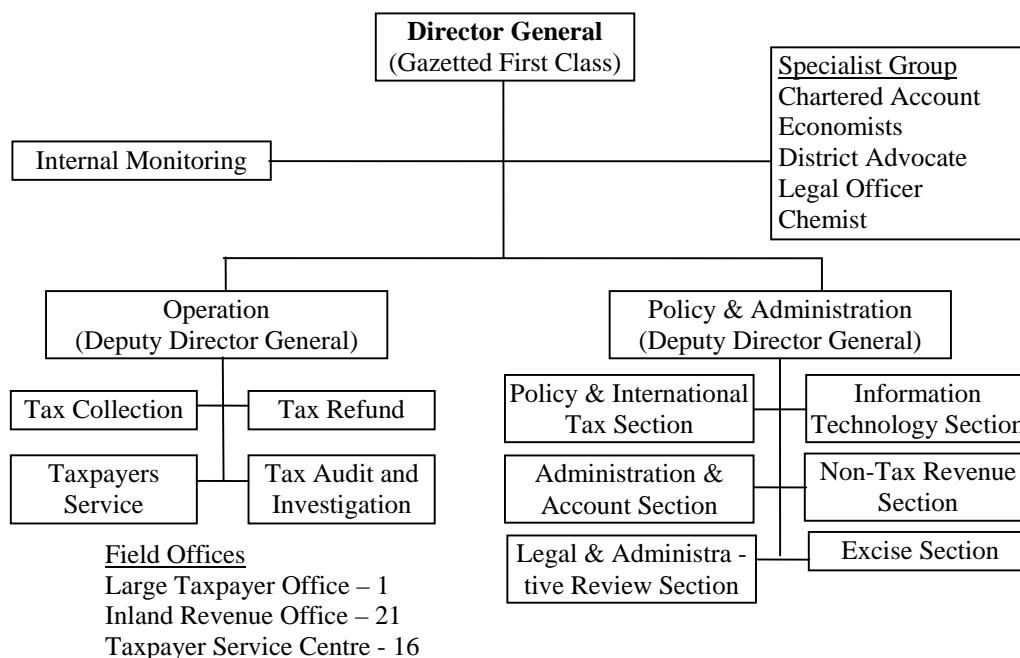 Director General
(Gazetted First Class)
Specialist Group
Chartered Account
Economists
District Advocate
Legal Officer
Chemist
Internal Monitoring
Operation
(Deputy Director General)
Policy & Administration
(Deputy Director General)
Tax Collection
Tax Refund
Taxpayers
Service
Tax Audit and
Investigation
Policy & International
Tax Section
Information
Technology Section
Administration &
Account Section
Non-Tax Revenue
Section
Legal & Administra -
tive Review Section
Excise Section
Field Offices
Large Taxpayer Office – 1
Inland Revenue Office – 21
Taxpayer Service Centre - 16